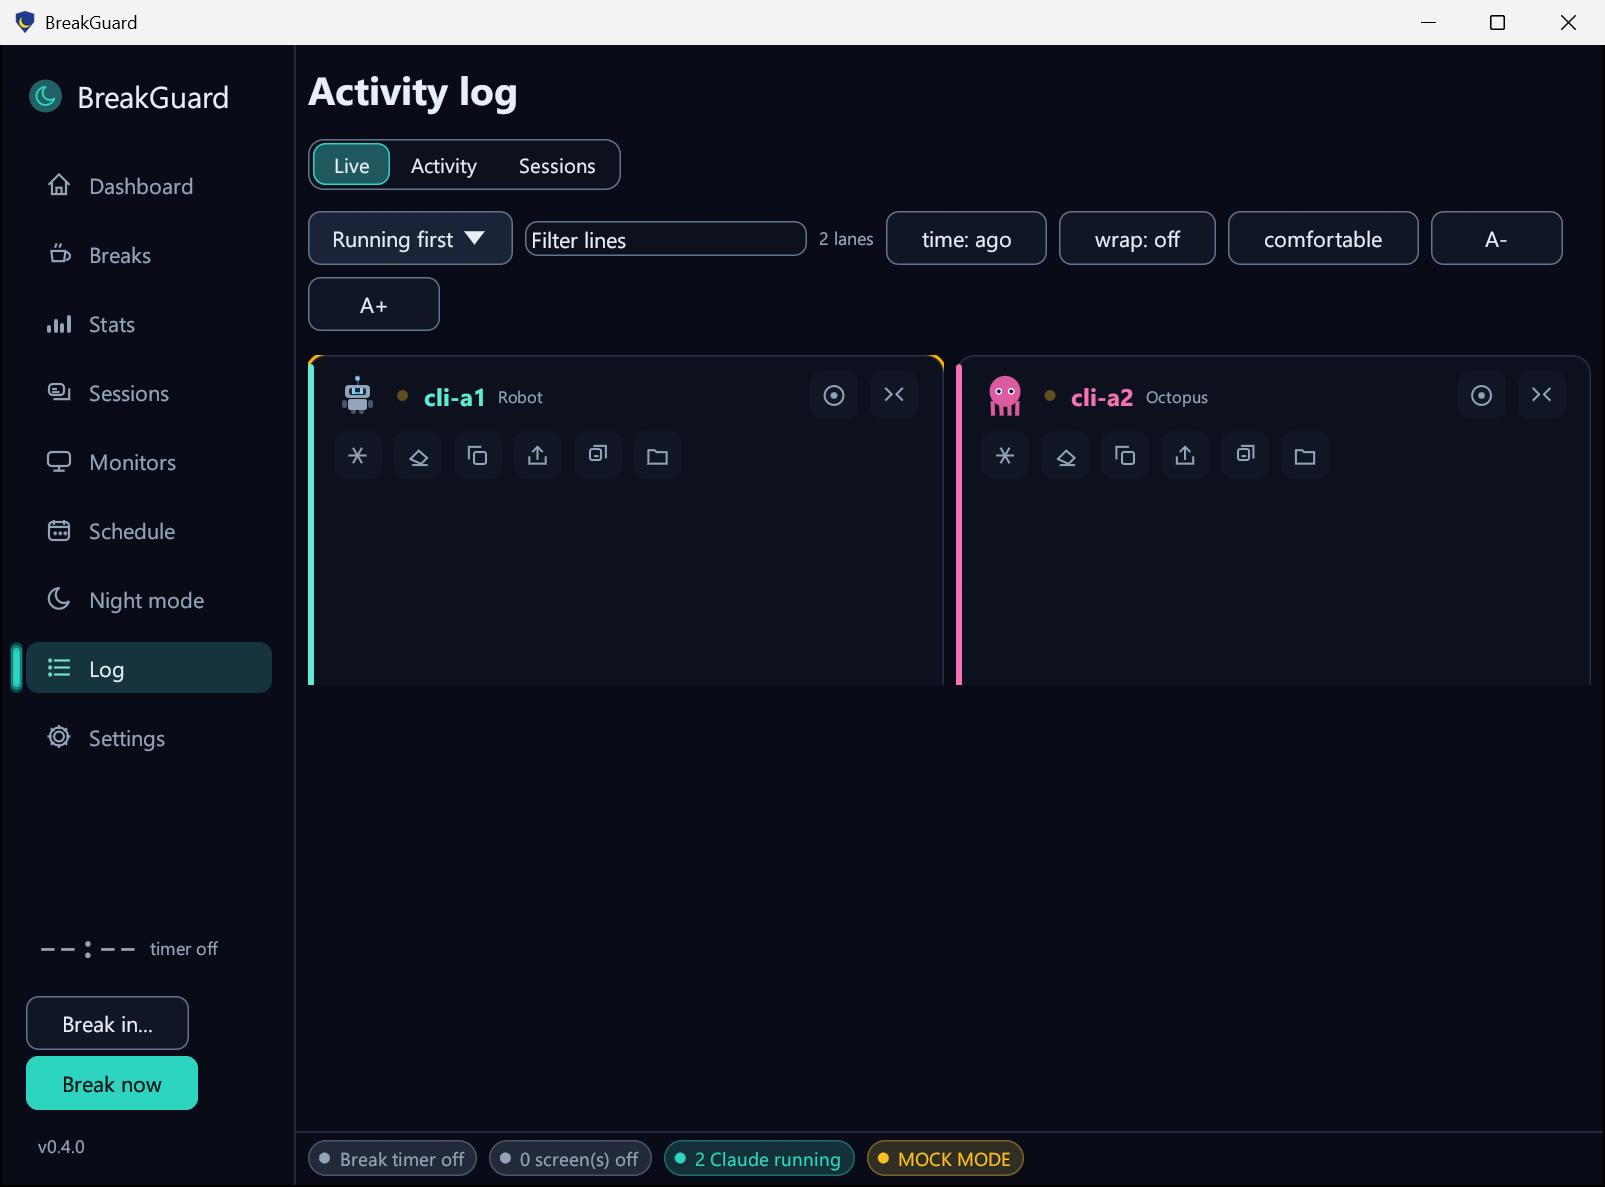 BreakGuard
BreakGuard
Dashboard
Breaks
Stats
Sessions
Monitors
Schedule
Night mode
Log
Settings
--:-- timer off
Break in...
Break now
v0.4.0
Activity log
Live Activity Sessions
Running first Filter lines 2 lanes time: ago wrap: off comfortable A-
A+
cli-a1 Robot
cli-a2 Octopus
Break timer off 0 screen(s) off 2 Claude running MOCK MODE